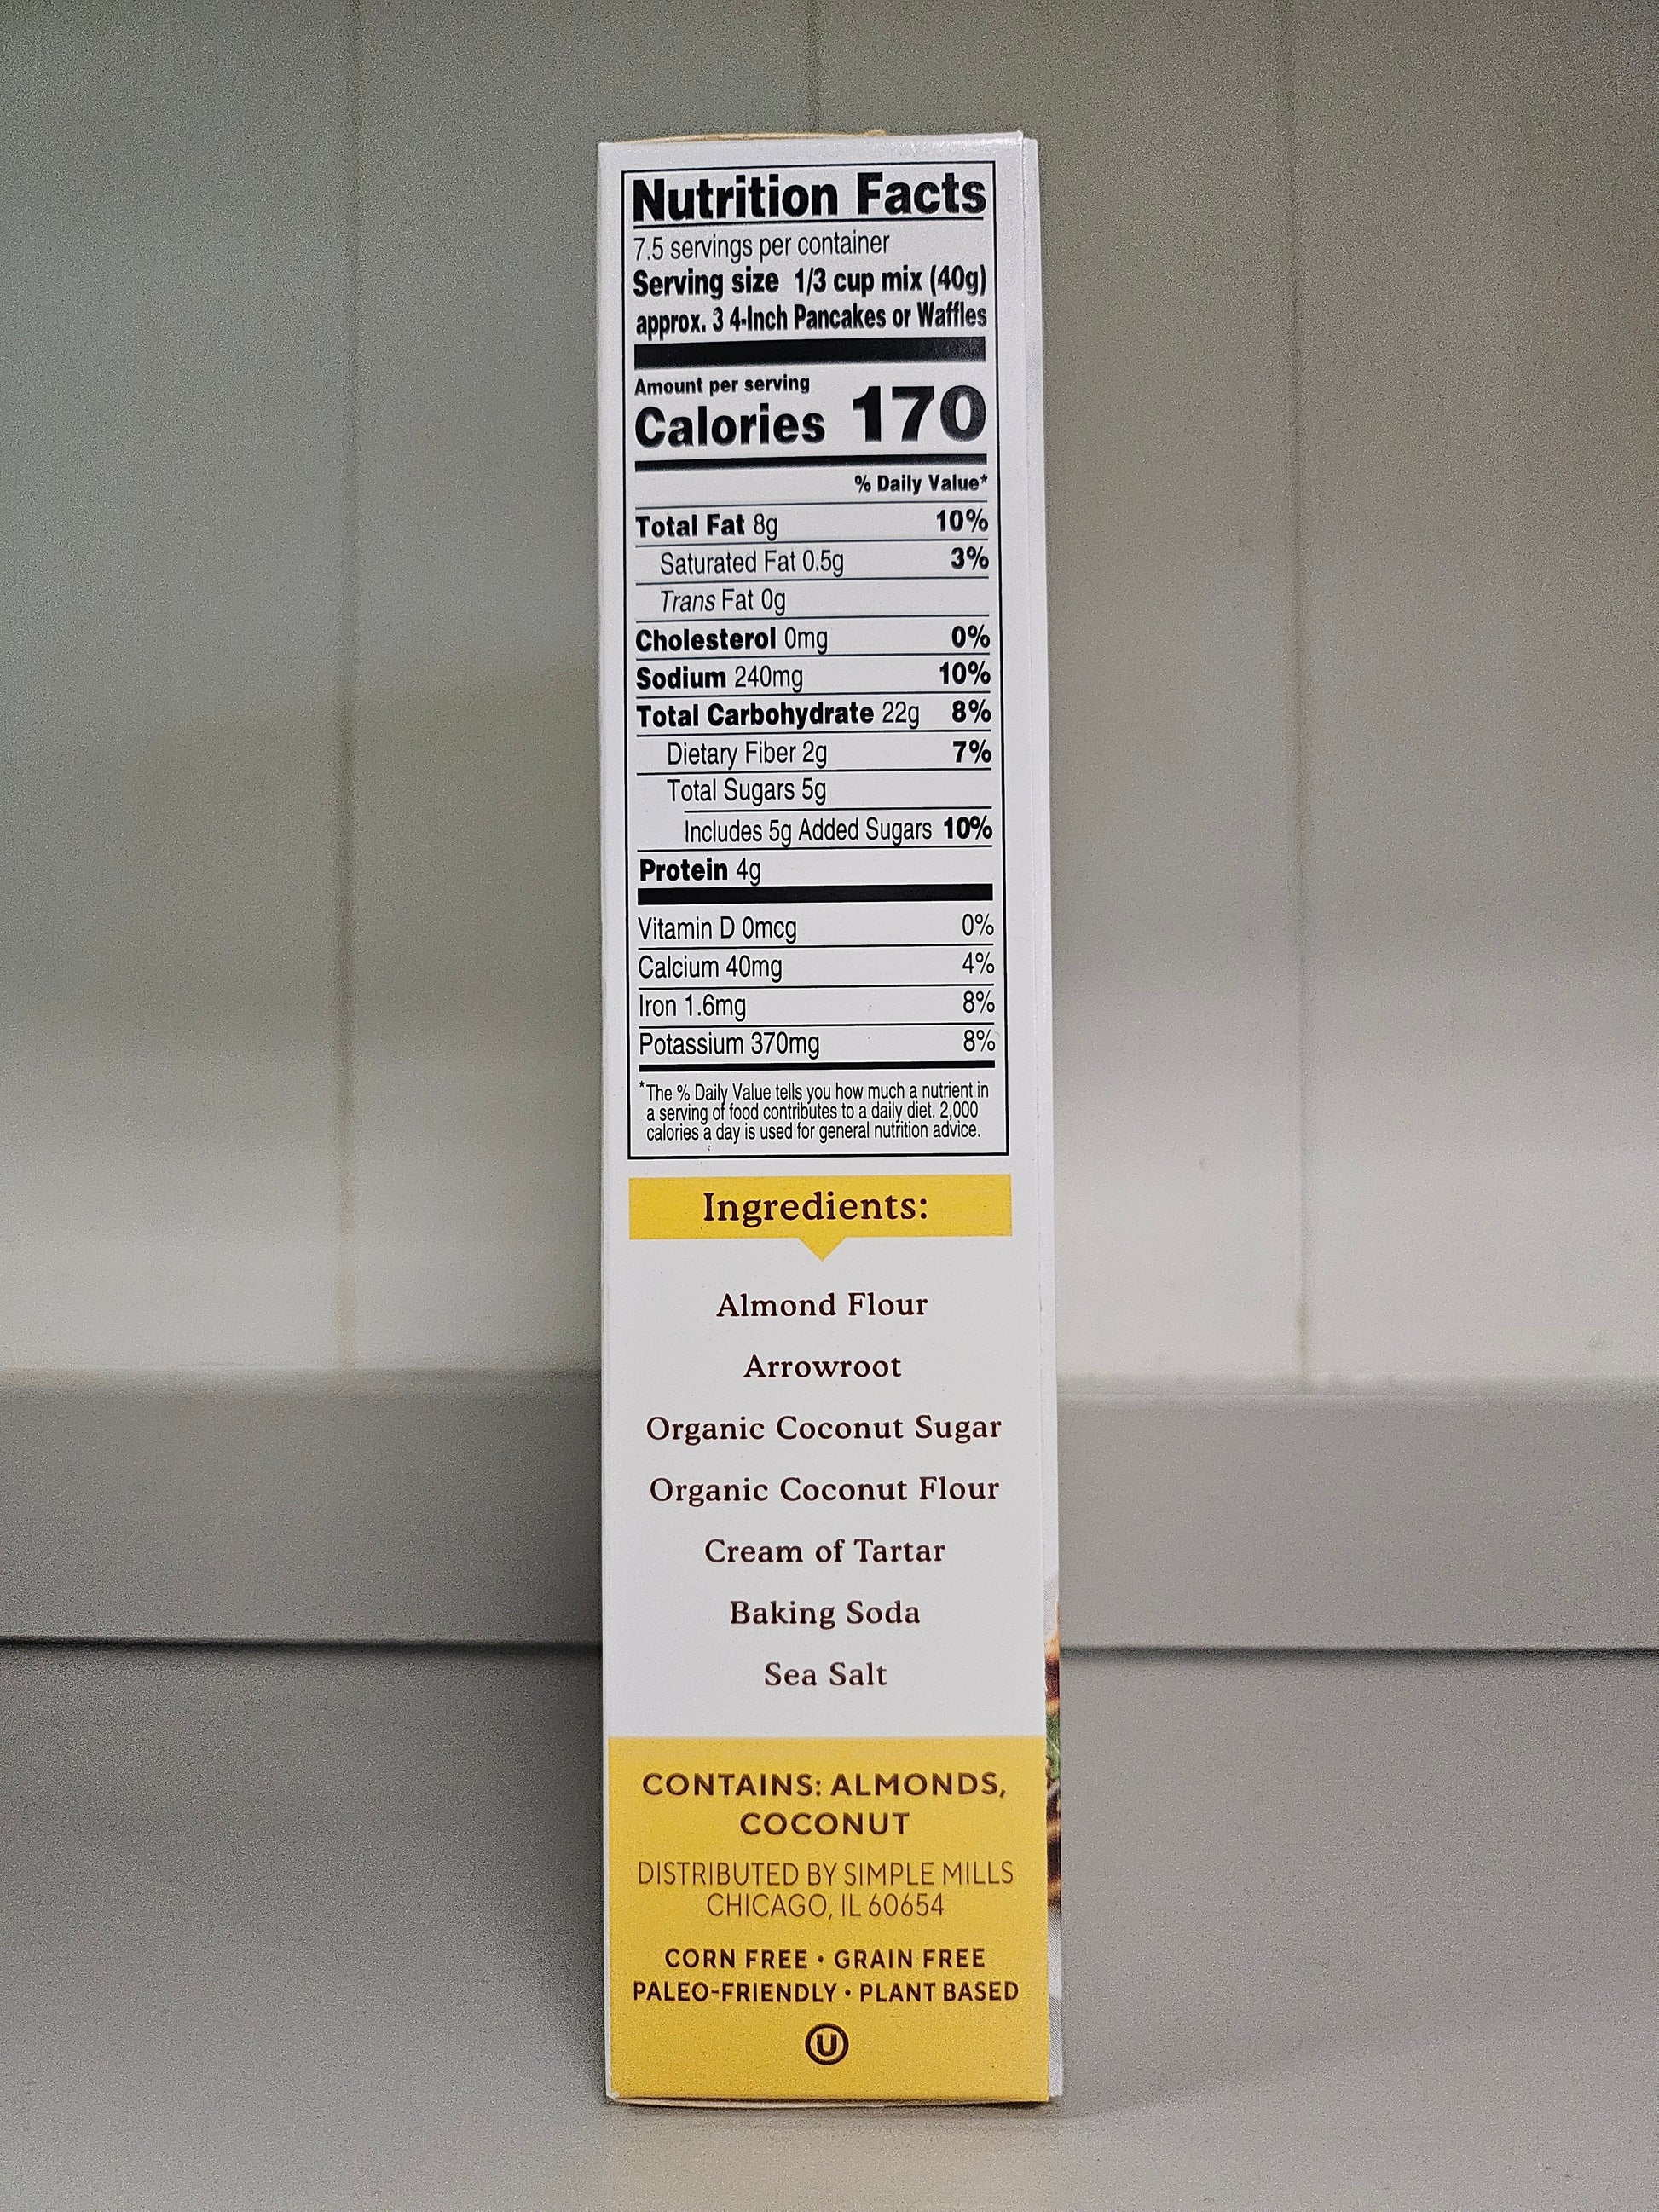 Nutrition Facts
7.5 servings per container
Serving size 1/3 cup mix (40g)
approx. 3 4-Inch Pancakes or Waffles
Amount per serving
Calories 170
% Daily Value*
Total Fat 8g 10%
Saturated Fat 0.5g 3%
Trans Fat 0g
Cholesterol 0mg 0%
Sodium 240mg 10%
Total Carbohydrate 22g 8%
Dietary Fiber 2g 7%
Total Sugars 5g
Includes 5g Added Sugars 10%
Protein 4g
Vitamin D 0mcg 0%
Calcium 40mg 4%
Iron 1.6mg 8%
Potassium 370mg 8%
*The % Daily Value tells you how much a nutrient in
a serving of food contributes to a daily diet. 2,000
calories a day is used for general nutrition advice.
Ingredients:
Almond Flour
Arrowroot
Organic Coconut Sugar
Organic Coconut Flour
Cream of Tartar
Baking Soda
Sea Salt
CONTAINS: ALMONDS,
COCONUT
DISTRIBUTED BY SIMPLE MILLS
CHICAGO, IL 60654
CORN FREE • GRAIN FREE
PALEO-FRIENDLY • PLANT BASED
U